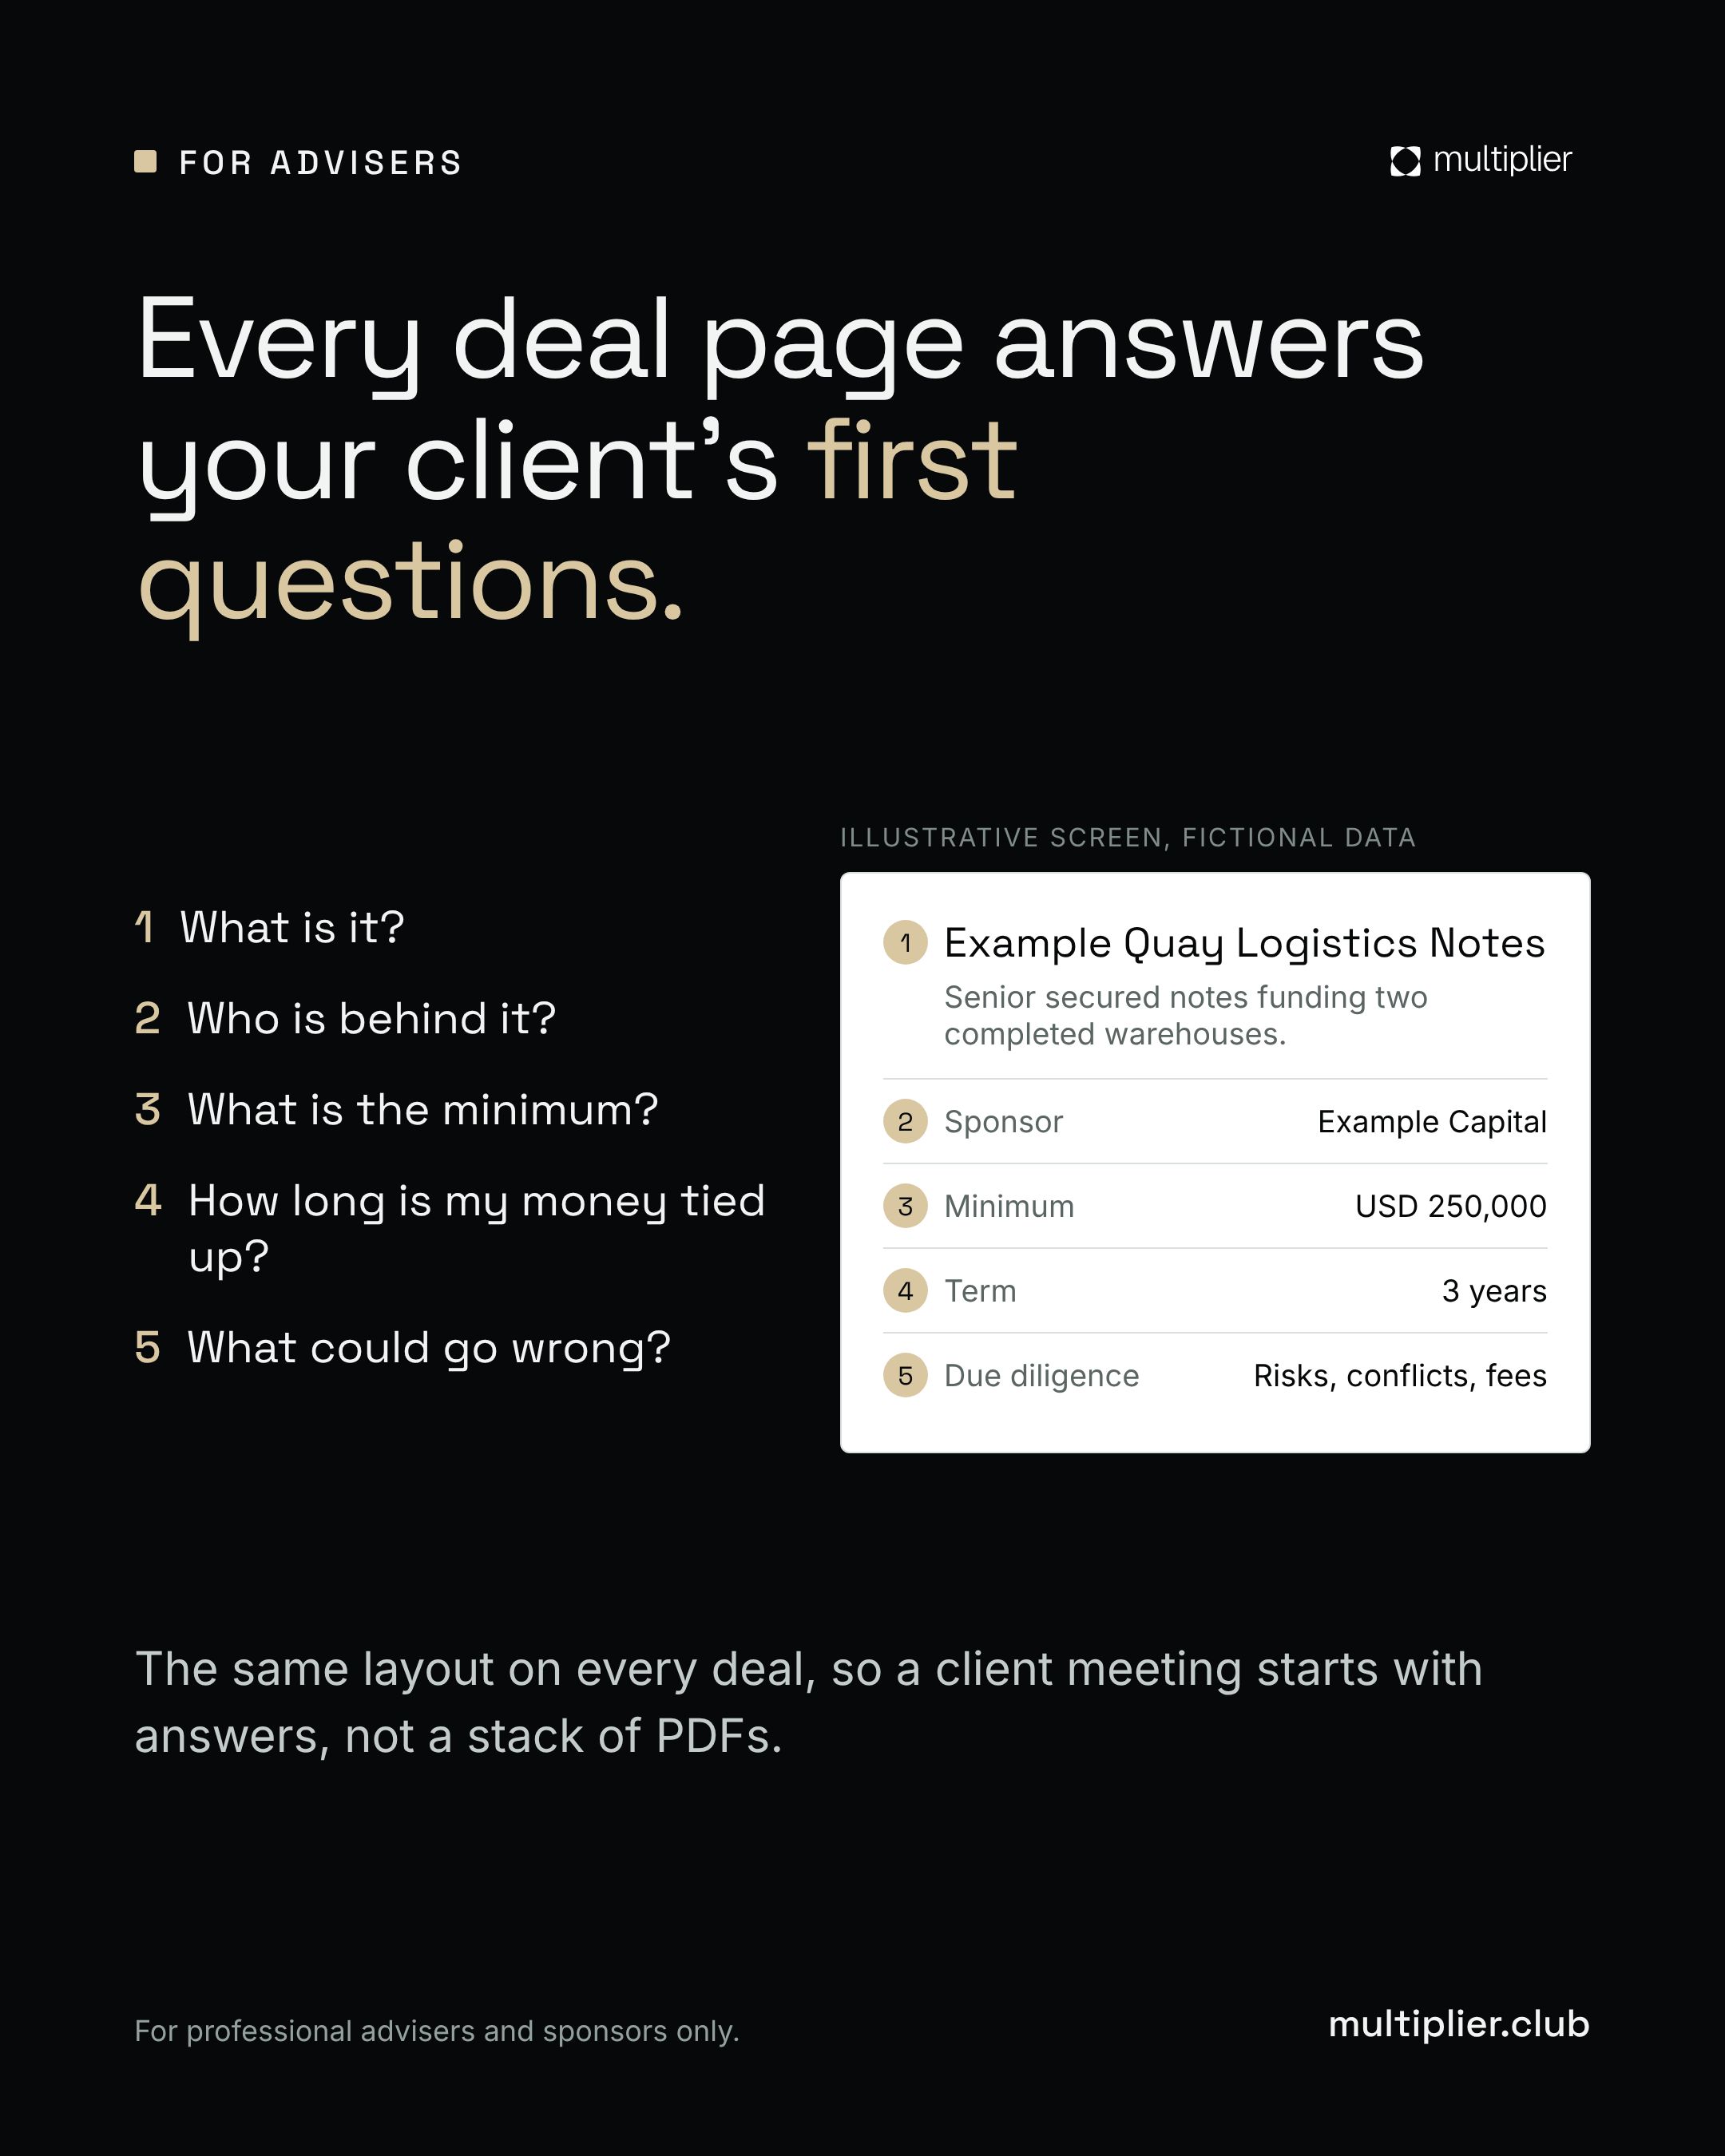 FOR ADVISERS
multiplier
Every deal page answers
your client’s first
questions.
1 What is it?
2 Who is behind it?
3 What is the minimum?
4 How long is my money tied
up?
5 What could go wrong?
ILLUSTRATIVE SCREEN, FICTIONAL DATA
1 Example Quay Logistics Notes
Senior secured notes funding two
completed warehouses.
2 Sponsor Example Capital
3 Minimum USD 250,000
4 Term 3 years
5 Due diligence Risks, conflicts, fees
The same layout on every deal, so a client meeting starts with
answers, not a stack of PDFs.
For professional advisers and sponsors only.
multiplier.club